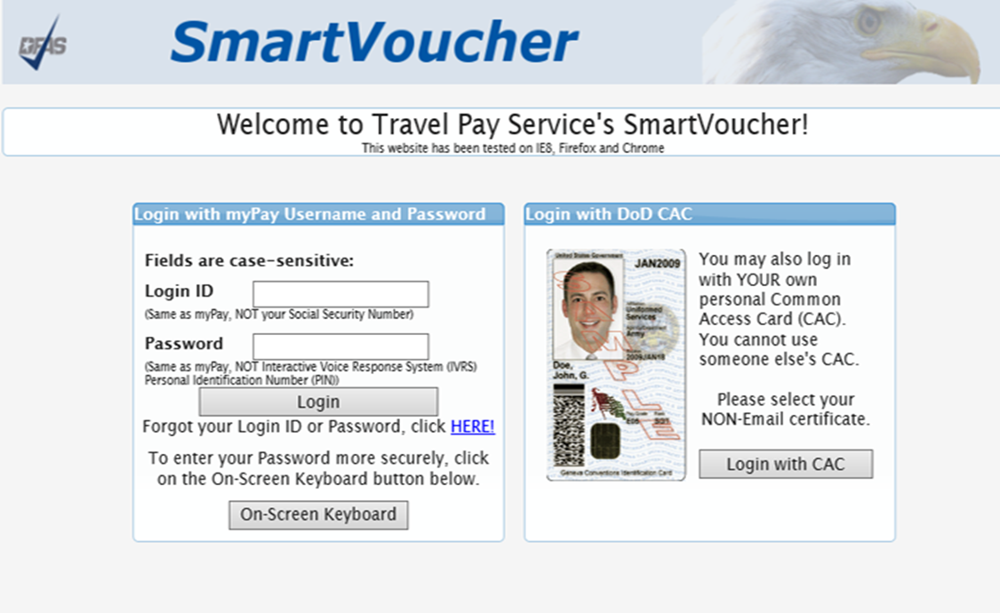 DFAS
SmartVoucher
Welcome to Travel Pay Service's SmartVoucher!
This website has been tested on IE8, Firefox and Chrome
Login with myPay Username and Password
Fields are case-sensitive:
Login ID
(Same as myPay, NOT your Social Security Number)
Password
(Same as myPay, NOT Interactive Voice Response System (IVRS)
Personal Identification Number (PIN))
Login
Forgot your Login ID or Password, click HERE!
To enter your Password more securely, click
on the On-Screen Keyboard button below.
On-Screen Keyboard
Login with DoD CAC
United States Government
JAN2009
Uniformed
Services
Army
2009JAN18
Doe,
John, G.
SAMPLE
Geneva Conventions Identification Card
You may also log in
with YOUR own
personal Common
Access Card (CAC).
You cannot use
someone else's CAC.
Please select your
NON-Email certificate.
Login with CAC